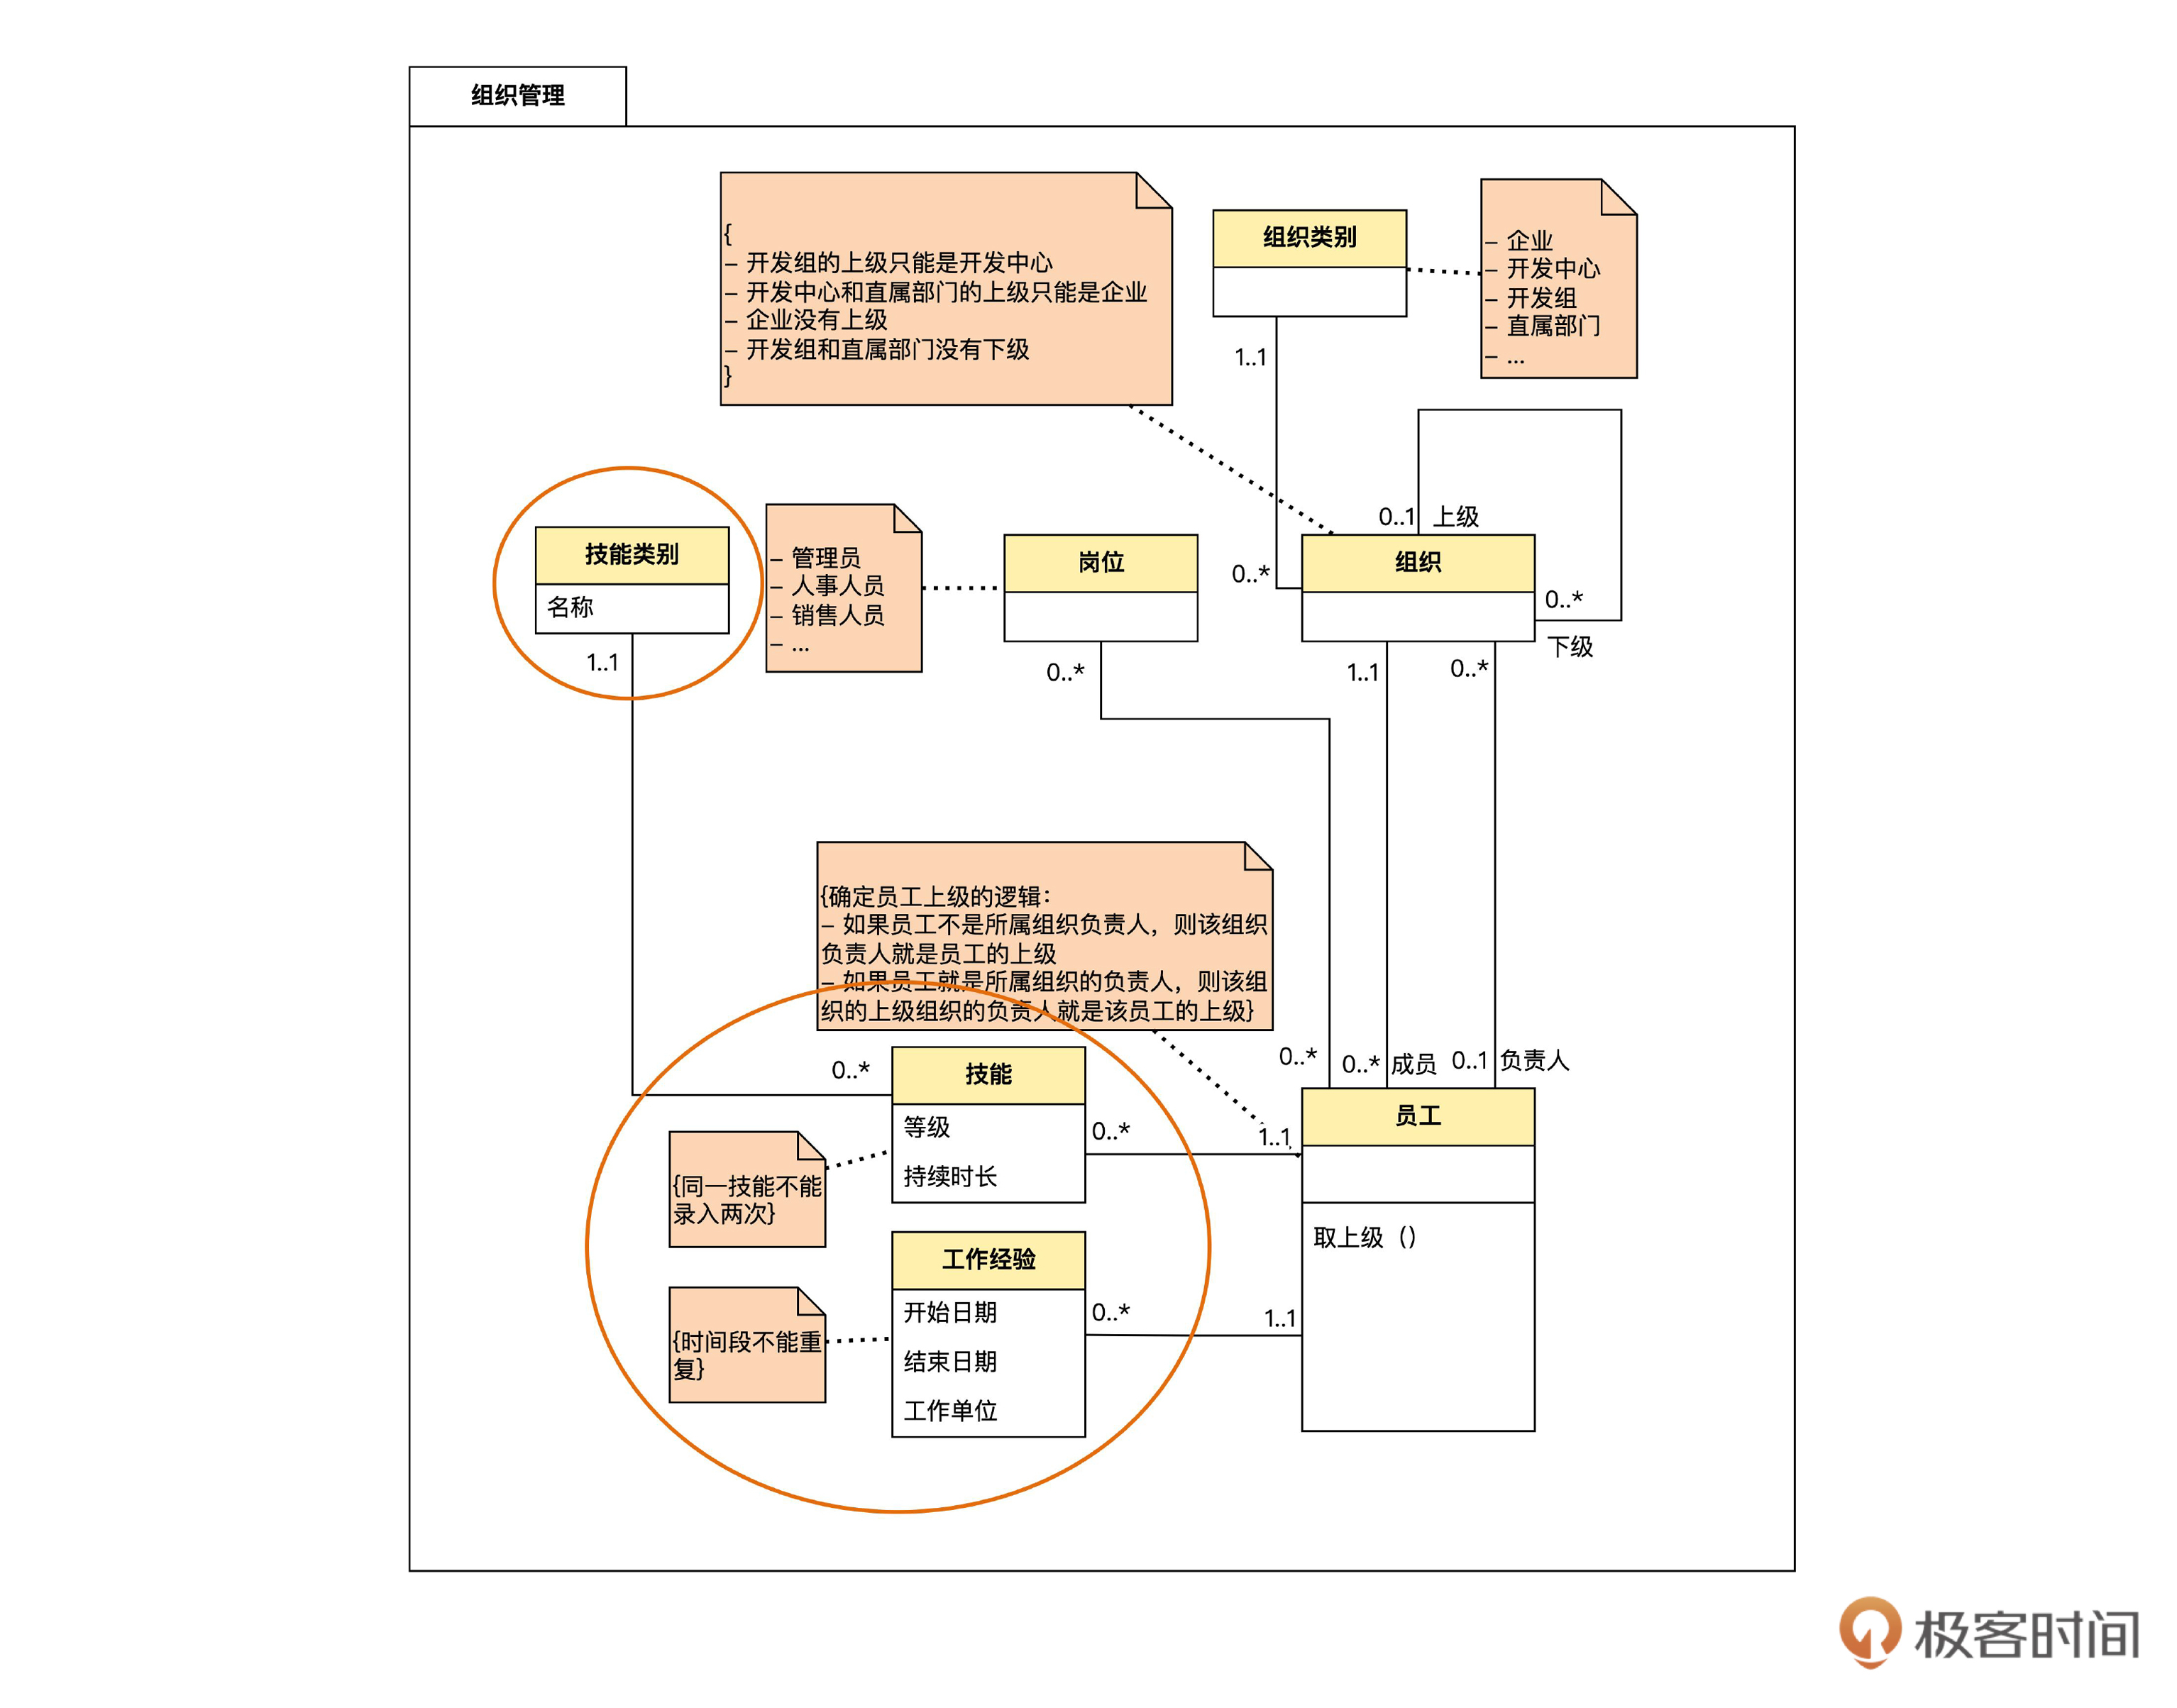 组织管理
{
– 开发组的上级只能是开发中心
– 开发中心和直属部门的上级只能是企业
– 企业没有上级
– 开发组和直属部门没有下级
}
组织类别
– 企业
– 开发中心
– 开发组
– 直属部门
– ...
1..1
0..1 上级
技能类别
名称
1..1
– 管理员
– 人事人员
– 销售人员
– ...
岗位
0..*
0..*
组织
0..*
下级
1..1
0..*
{确定员工上级的逻辑：
– 如果员工不是所属组织负责人，则该组织
负责人就是员工的上级
– 如果员工就是所属组织的负责人，则该组
织的上级组织的负责人就是该员工的上级}
0..*
0..* 成员
0..1 负责人
0..*
技能
等级
持续时长
0..*
1..1
员工
取上级（）
{同一技能不能
录入两次}
工作经验
开始日期
结束日期
工作单位
0..*
1..1
{时间段不能重
复}
极客时间